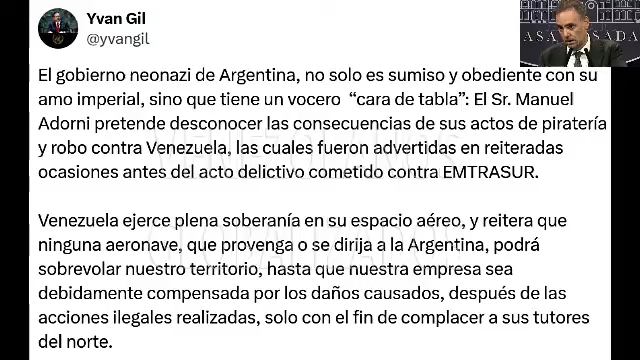 Yvan Gil
@yvangil
CASA ROSADA
El gobierno neonazi de Argentina, no solo es sumiso y obediente con su
amo imperial, sino que tiene un vocero “cara de tabla”: El Sr. Manuel
Adorni pretende desconocer las consecuencias de sus actos de piratería
y robo contra Venezuela, las cuales fueron advertidas en reiteradas
ocasiones antes del acto delictivo cometido contra EMTRASUR.
Venezuela ejerce plena soberanía en su espacio aéreo, y reitera que
ninguna aeronave, que provenga o se dirija a la Argentina, podrá
sobrevolar nuestro territorio, hasta que nuestra empresa sea
debidamente compensada por los daños causados, después de las
acciones ilegales realizadas, solo con el fin de complacer a sus tutores
del norte.